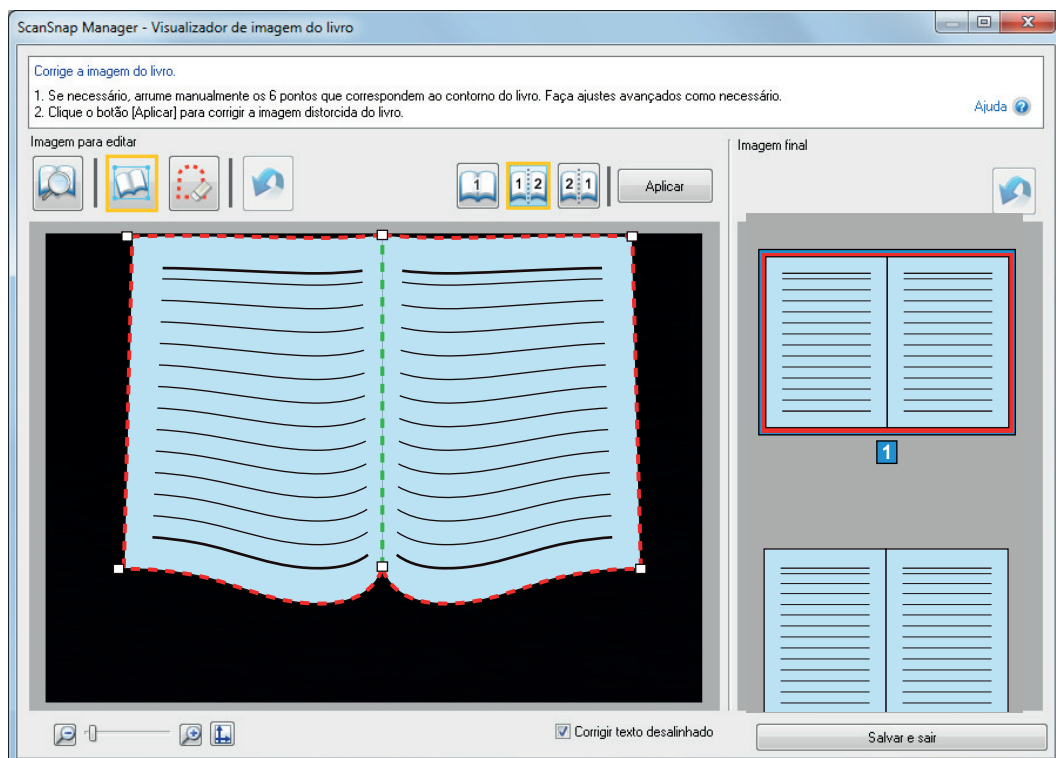 ScanSnap Manager - Visualizador de imagem do livro
Corrige a imagem do livro.
1. Se necessário, arrume manualmente os 6 pontos que correspondem ao contorno do livro. Faça ajustes avançados como necessário.
2. Clique o botão [Aplicar] para corrigir a imagem distorcida do livro.
Ajuda ?
Imagem para editar
Imagem final
1
1 2
2 1
Aplicar
1
Corrigir texto desalinhado
Salvar e sair